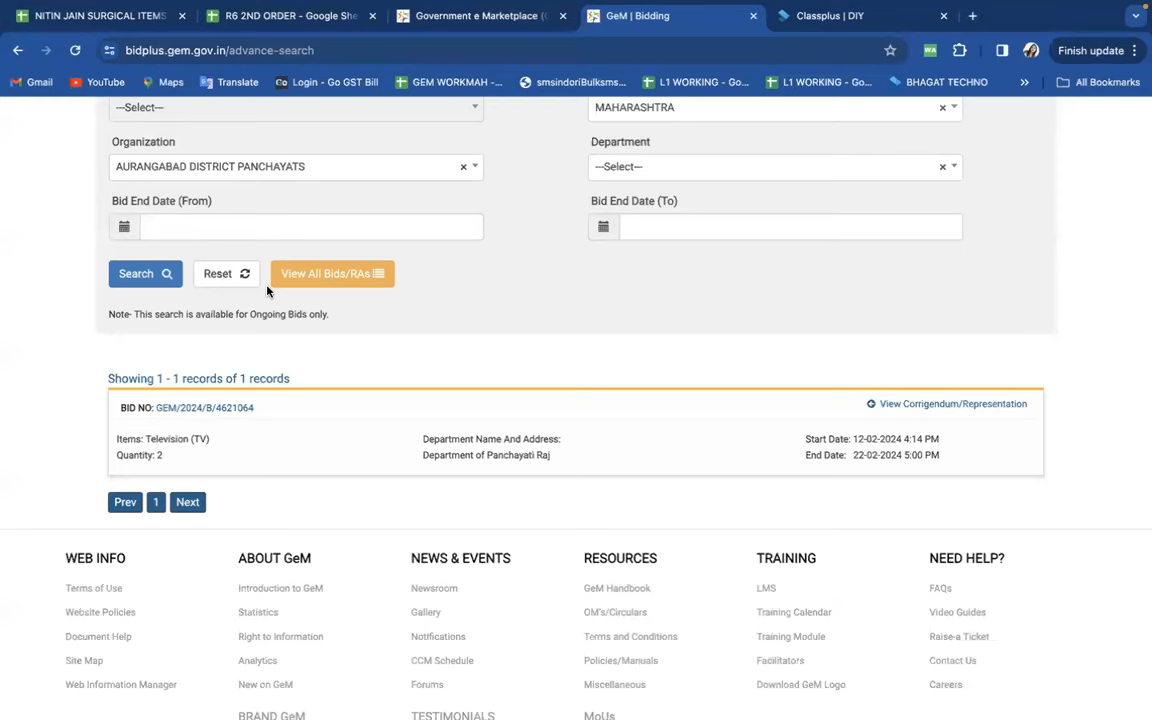 NITIN JAIN SURGICAL ITEMS
R6 2ND ORDER - Google She
Government e Marketplace (
GeM | Bidding
Classplus | DIY
bidplus.gem.gov.in/advance-search
Finish update
Gmail
YouTube
Maps
Translate
Login - Go GST Bill
GEM WORKMAH -...
smsindoriBulksms...
L1 WORKING - Go...
L1 WORKING - Go...
BHAGAT TECHNO
All Bookmarks
---Select---
MAHARASHTRA
Organization
Department
AURANGABAD DISTRICT PANCHAYATS
---Select---
Bid End Date (From)
Bid End Date (To)
Search
Reset
View All Bids/RAs
Note- This search is available for Ongoing Bids only.
Showing 1 - 1 records of 1 records
BID NO: GEM/2024/B/4621064
View Corrigendum/Representation
Items: Television (TV)
Department Name And Address:
Start Date: 12-02-2024 4:14 PM
Quantity: 2
Department of Panchayati Raj
End Date: 22-02-2024 5:00 PM
Prev
1
Next
WEB INFO
ABOUT GeM
NEWS & EVENTS
RESOURCES
TRAINING
NEED HELP?
Terms of Use
Introduction to GeM
Newsroom
GeM Handbook
LMS
FAQs
Website Policies
Statistics
Gallery
OM's/Circulars
Training Calendar
Video Guides
Document Help
Right to Information
Notifications
Terms and Conditions
Training Module
Raise-a Ticket
Site Map
Analytics
CCM Schedule
Policies/Manuals
Facilitators
Contact Us
Web Information Manager
New on GeM
Forums
Miscellaneous
Download GeM Logo
Careers
BRAND GeM
TESTIMONIALS
MoUs